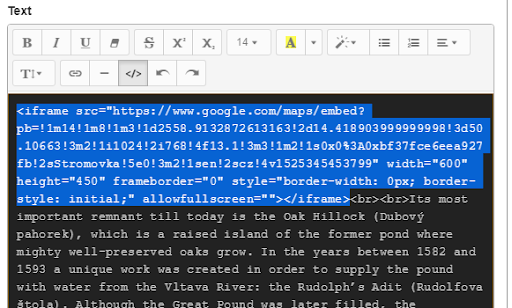 Text
B I U S X² X₂ 14 A
TI </>
<iframe src="https://www.google.com/maps/embed?
pb=!1m14!1m8!1m3!1d2558.9132872613163!2d14.418903999999998!3d50
.10663!3m2!1i1024!2i768!4f13.1!3m3!1m2!1s0x0%3A0xbf37fce6eea927
fb!2sStromovka!5e0!3m2!1sen!2scz!4v1525345453799" width="600"
height="450" frameborder="0" style="border-width: 0px; border-
style: initial;" allowfullscreen=""></iframe><br><br>Its most
important remnant till today is the Oak Hillock (Dubový
pahorek), which is a raised island of the former pond where
mighty well-preserved oaks grow. In the years between 1582 and
1593 a unique work was created in order to supply the pound
with water from the Vltava River: the Rudolph's Adit (Rudolfova
štola). Although the Great Pound was later filled, the